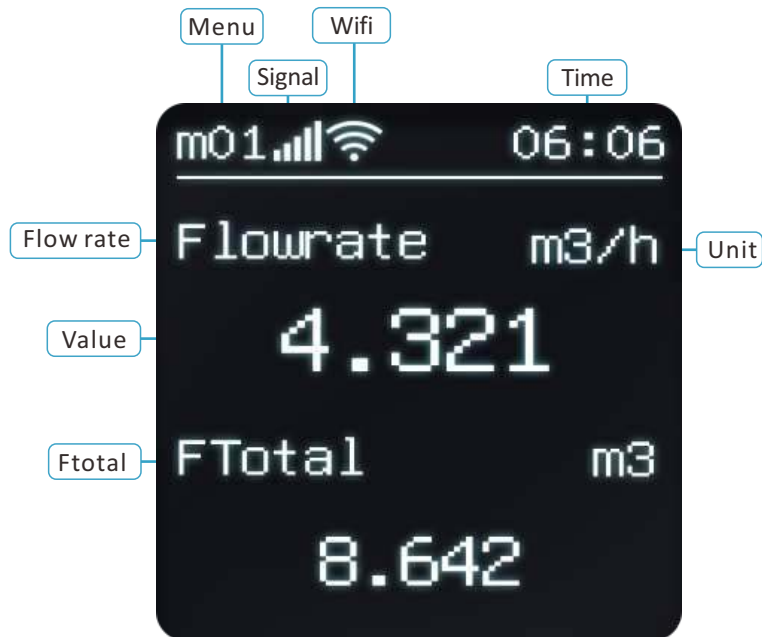 Menu
Wifi
Signal
Time
m01 06:06
Flow rate
Flowrate m3/h
Unit
Value
4.321
Ftotal
FTotal m3
8.642